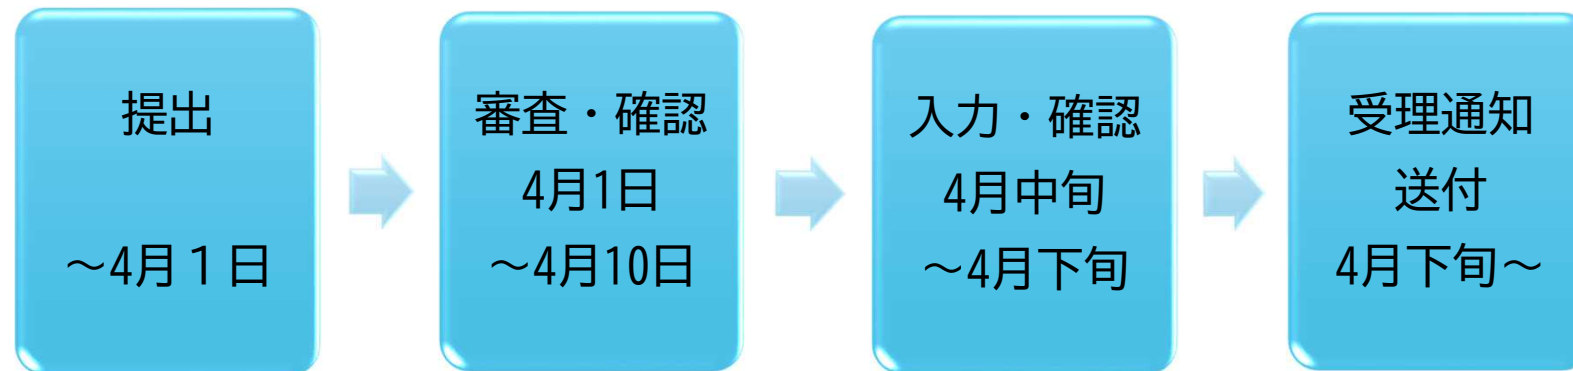 提出
～4月１日
審査・確認
4月1日
～4月10日
入力・確認
4月中旬
～4月下旬
受理通知
送付
4月下旬～